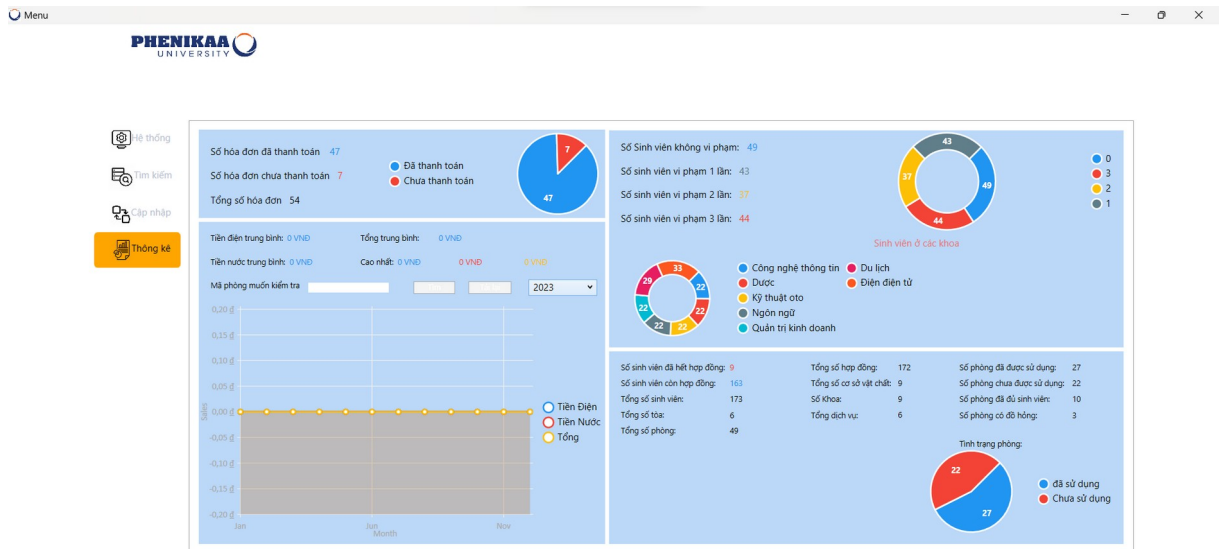 Menu
PHENIKAA
UNIVERSITY
Hệ thống
Tìm kiếm
Cập nhập
Thông kê
Số hóa đơn đã thanh toán 47
Số hóa đơn chưa thanh toán 7
Tổng số hóa đơn 54
Đã thanh toán
Chưa thanh toán
7
47
Tiền điện trung bình: 0 VNĐ Tổng trung bình: 0 VNĐ
Tiền nước trung bình: 0 VNĐ Cao nhất: 0 VNĐ 0 VNĐ 0 VNĐ
Mã phòng muốn kiểm tra 2023
0,20 ₫
0,15 ₫
0,10 ₫
0,05 ₫
0,00 ₫
-0,05 ₫
-0,10 ₫
-0,15 ₫
-0,20 ₫
Sales
Jan Jun Nov
Month
Tiền Điện
Tiền Nước
Tổng
Số Sinh viên không vi phạm: 49
Số sinh viên vi phạm 1 lần: 43
Số sinh viên vi phạm 2 lần: 37
Số sinh viên vi phạm 3 lần: 44
43
37
49
44
0
3
2
1
Sinh viên ở các khoa
33
29
22
22
22
22
22
Công nghệ thông tin Du lịch
Dược Điện điện tử
Kỹ thuật oto
Ngôn ngữ
Quản trị kinh doanh
Số sinh viên đã hết hợp đồng: 9 Tổng số hợp đồng: 172 Số phòng đã được sử dụng: 27
Số sinh viên còn hợp đồng: 163 Tổng số cơ sở vật chất: 9 Số phòng chưa được sử dụng: 22
Tổng số sinh viên: 173 Số Khoa: 9 Số phòng đã đủ sinh viên: 10
Tổng số tòa: 6 Tổng dịch vụ: 6 Số phòng có đồ hỏng: 3
Tổng số phòng: 49
Tình trạng phòng:
22
27
đã sử dụng
Chưa sử dụng